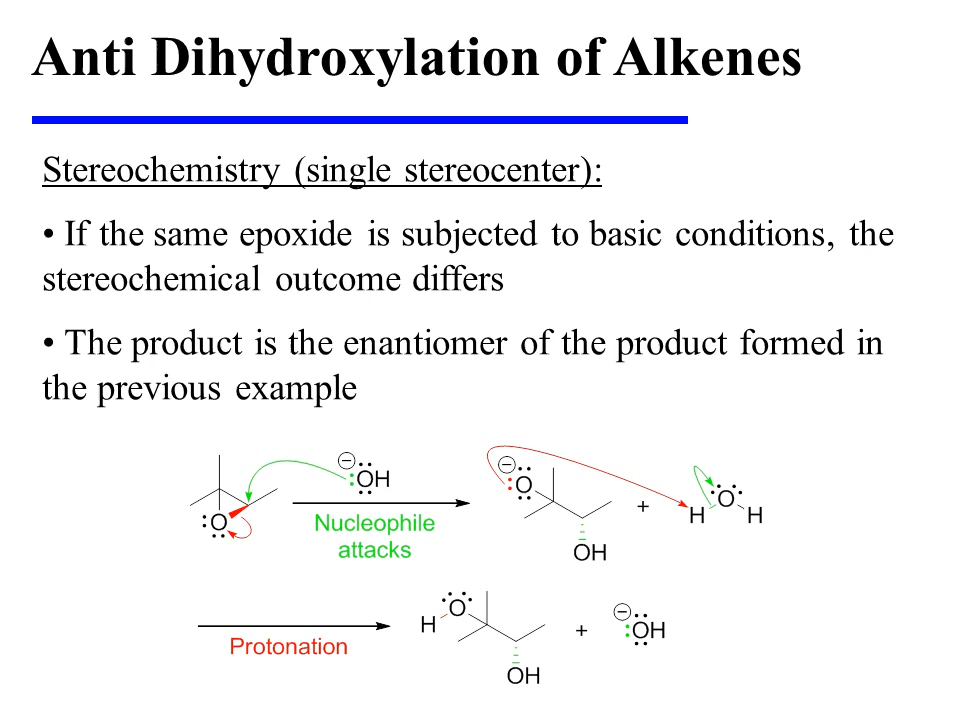 Anti Dihydroxylation of Alkenes
Stereochemistry (single stereocenter):
• If the same epoxide is subjected to basic conditions, the
stereochemical outcome differs
• The product is the enantiomer of the product formed in
the previous example
O
⊖
OH
Nucleophile
attacks
⊖
O
OH
+
H
O
H
Protonation
H
O
OH
+
⊖
OH